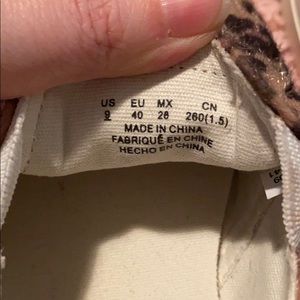 US EU MX CN
9 40 26 260(1.5)
MADE IN CHINA
FABRIQUÉ EN CHINE
HECHO EN CHINA